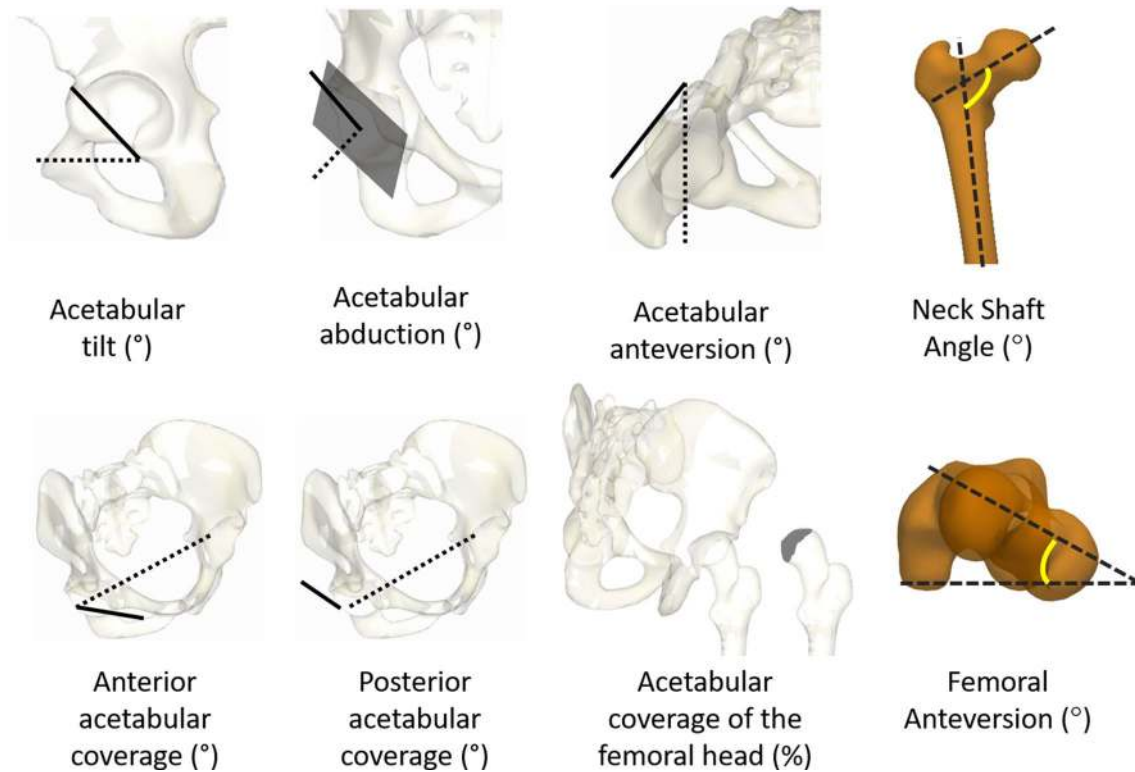 Acetabular
tilt (°)
Acetabular
abduction (°)
Acetabular
anteversion (°)
Neck Shaft
Angle (°)
Anterior
acetabular
coverage (°)
Posterior
acetabular
coverage (°)
Acetabular
coverage of the
femoral head (%)
Femoral
Anteversion (°)